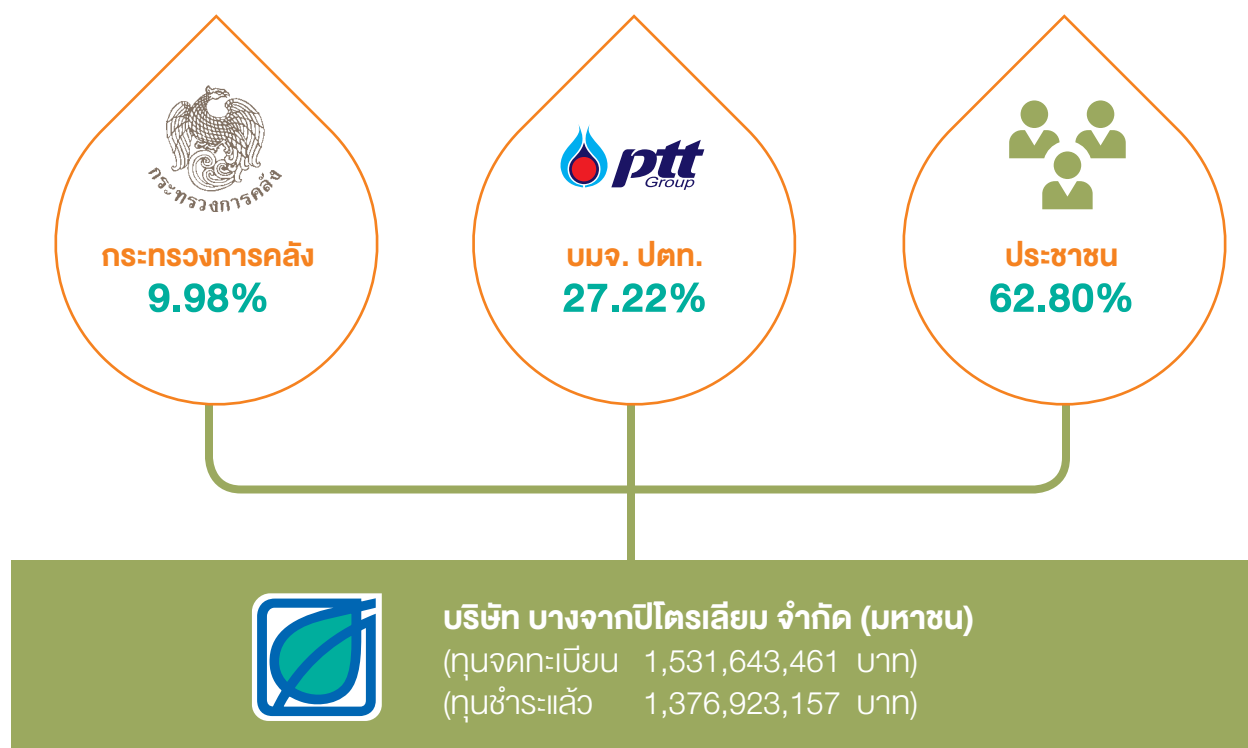 กระทรวงการคลัง
กระทรวงการคลัง
9.98%
ptt
Group
บมจ. ปตท.
27.22%
ประชาชน
62.80%
บริษัท บางจากปิโตรเลียม จำกัด (มหาชน)
(ทุนจดทะเบียน 1,531,643,461 บาท)
(ทุนชำระแล้ว 1,376,923,157 บาท)